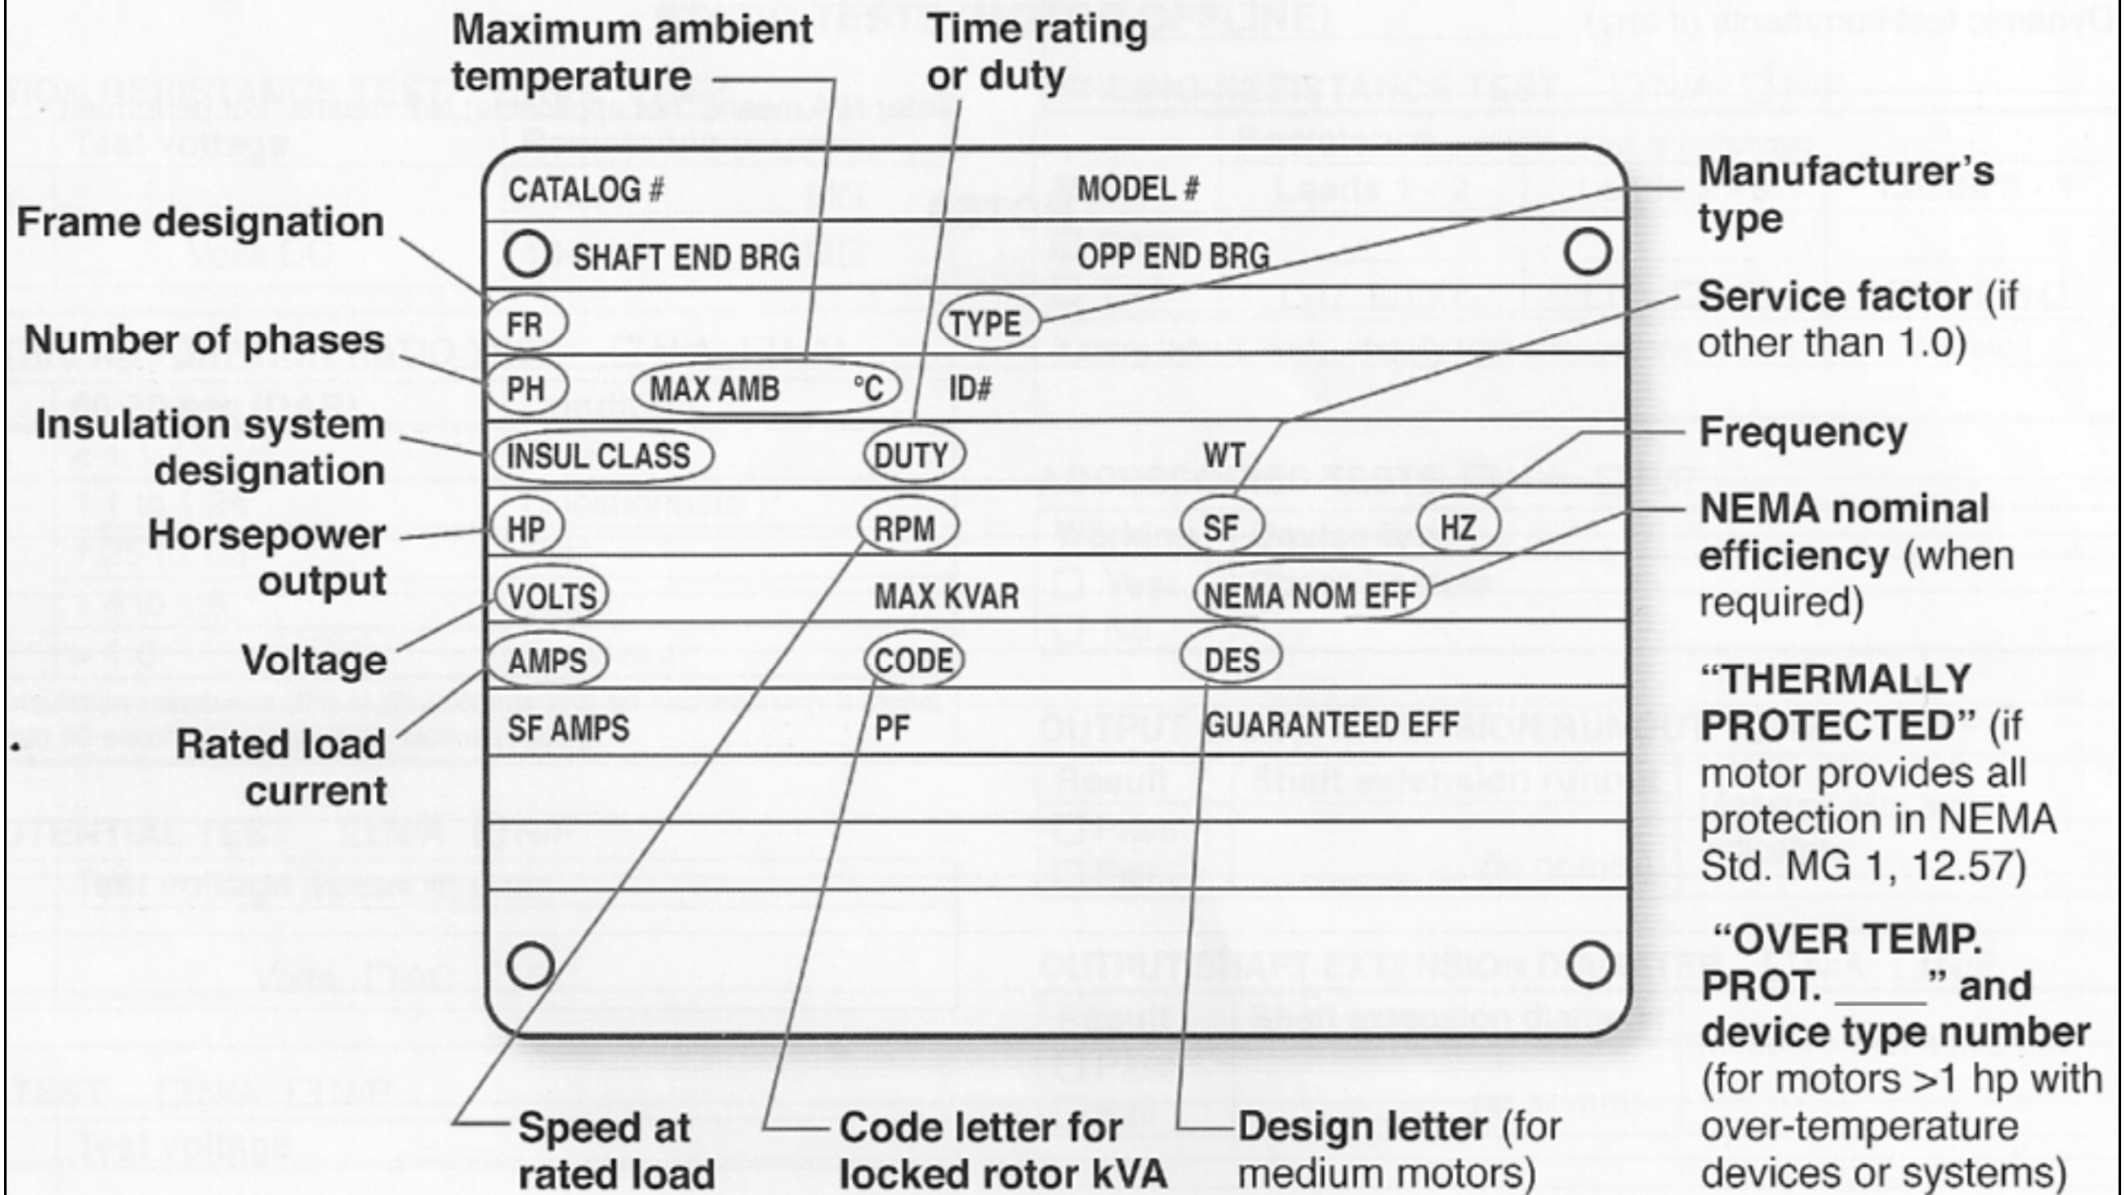 Maximum ambient
temperature
Time rating
or duty
Frame designation
Number of phases
Insulation system
designation
Horsepower
output
Voltage
Rated load
current
CATALOG # MODEL #
SHAFT END BRG OPP END BRG
FR TYPE
PH MAX AMB °C ID#
INSUL CLASS DUTY WT
HP RPM SF HZ
VOLTS MAX KVAR NEMA NOM EFF
AMPS CODE DES
SF AMPS PF GUARANTEED EFF
Manufacturer's
type
Service factor (if
other than 1.0)
Frequency
NEMA nominal
efficiency (when
required)
“THERMALLY
PROTECTED” (if
motor provides all
protection in NEMA
Std. MG 1, 12.57)
“OVER TEMP.
PROT. ____” and
device type number
(for motors >1 hp with
over-temperature
devices or systems)
Speed at
rated load
Code letter for
locked rotor kVA
Design letter (for
medium motors)